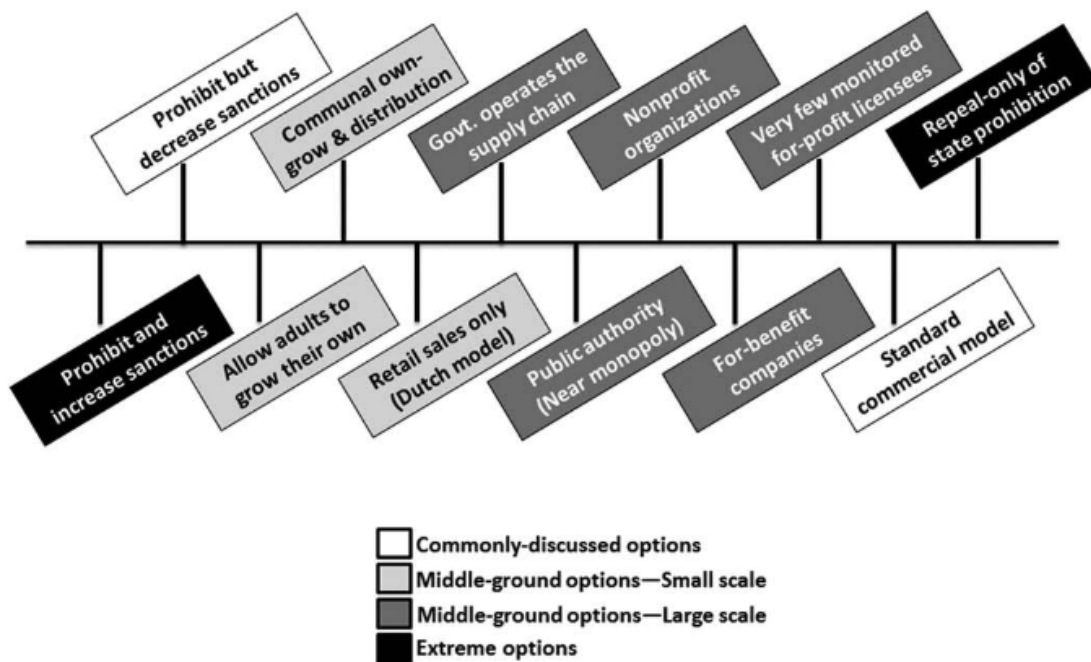 Prohibit but
decrease sanctions
Communal own-
grow & distribution
Govt. operates the
supply chain
Nonprofit
organizations
Very few monitored
for-profit licensees
Repeal-only of
state prohibition
Prohibit and
increase sanctions
Allow adults to
grow their own
Retail sales only
(Dutch model)
Public authority
(Near monopoly)
For-benefit
companies
Standard
commercial model
Commonly-discussed options
Middle-ground options—Small scale
Middle-ground options—Large scale
Extreme options